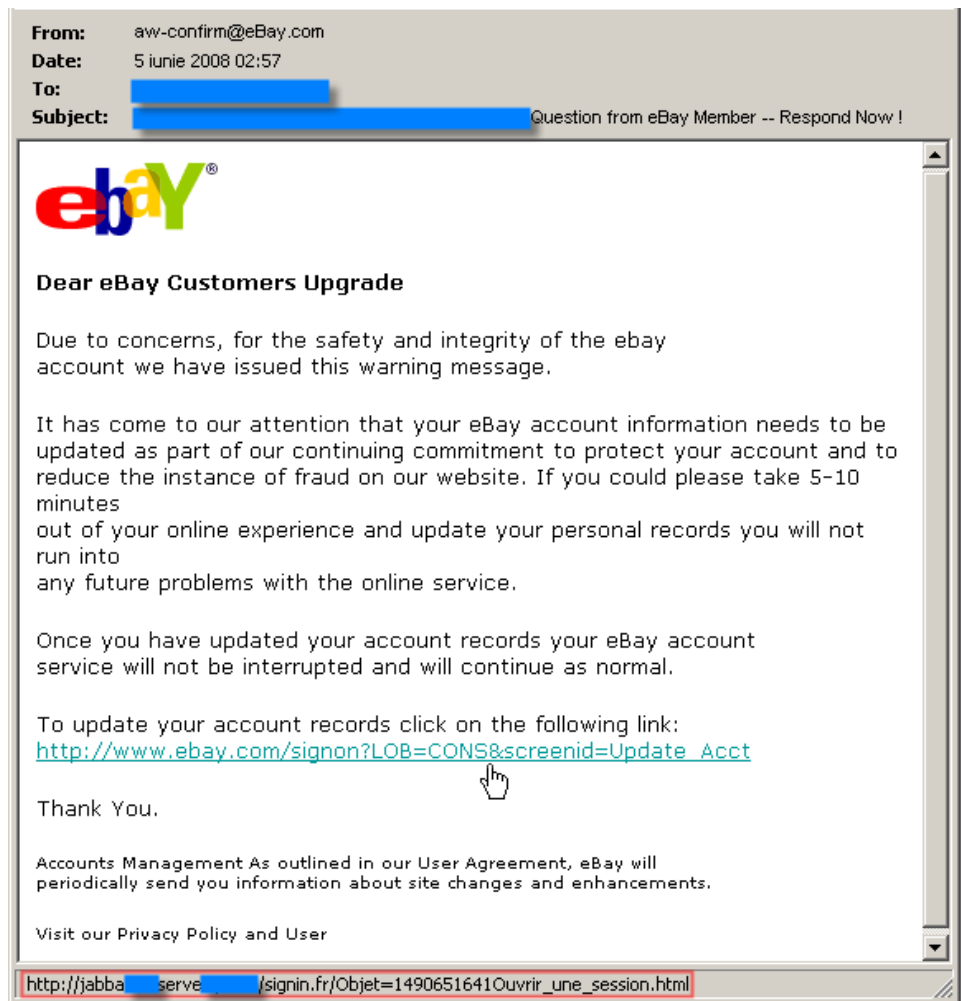 From: aw-confirm@eBay.com
Date: 5 iunie 2008 02:57
To:
Subject: Question from eBay Member -- Respond Now !
ebaY®
Dear eBay Customers Upgrade
Due to concerns, for the safety and integrity of the ebay
account we have issued this warning message.
It has come to our attention that your eBay account information needs to be
updated as part of our continuing commitment to protect your account and to
reduce the instance of fraud on our website. If you could please take 5-10
minutes
out of your online experience and update your personal records you will not
run into
any future problems with the online service.
Once you have updated your account records your eBay account
service will not be interrupted and will continue as normal.
To update your account records click on the following link:
http://www.ebay.com/signon?LOB=CONS&screenid=Update_Acct
Thank You.
Accounts Management As outlined in our User Agreement, eBay will
periodically send you information about site changes and enhancements.
Visit our Privacy Policy and User
http://jabba serve /signin.fr/Objet=1490651641Ouvrir_une_session.html